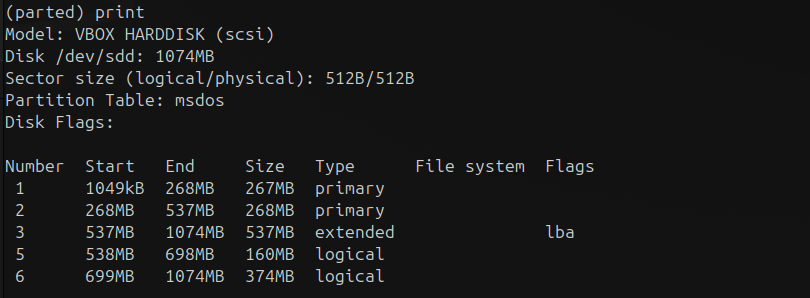 (parted) print
Model: VBOX HARDDISK (scsi)
Disk /dev/sdd: 1074MB
Sector size (logical/physical): 512B/512B
Partition Table: msdos
Disk Flags:

Number  Start   End     Size   Type      File system  Flags
 1      1049kB  268MB   267MB  primary
 2      268MB   537MB   268MB  primary
 3      537MB   1074MB  537MB  extended               lba
 5      538MB   698MB   160MB  logical
 6      699MB   1074MB  374MB  logical